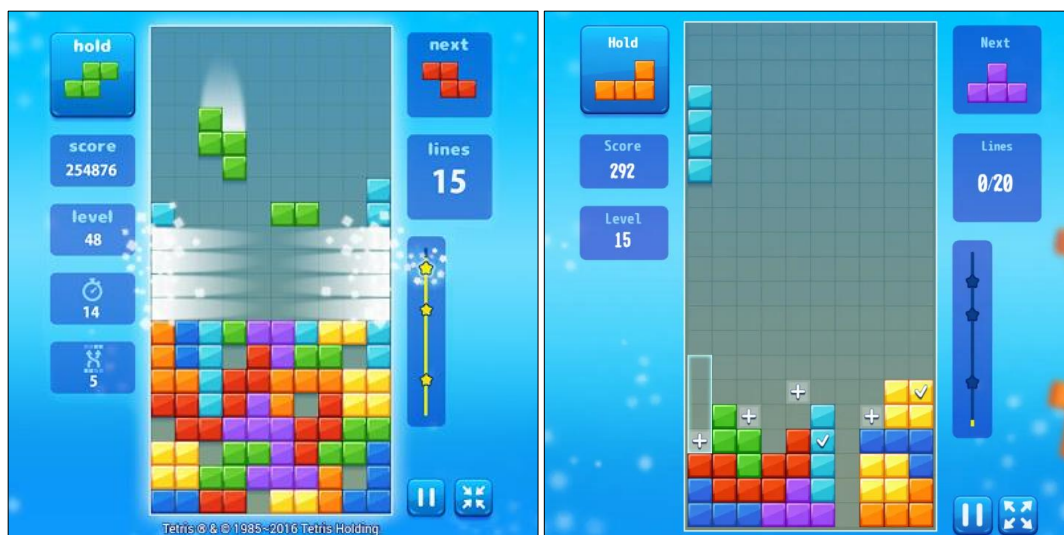 hold
score
254876
level
48
14
5
next
lines
15
Tetris ® & © 1985~2016 Tetris Holding
Hold
Score
292
Level
15
Next
Lines
0/20